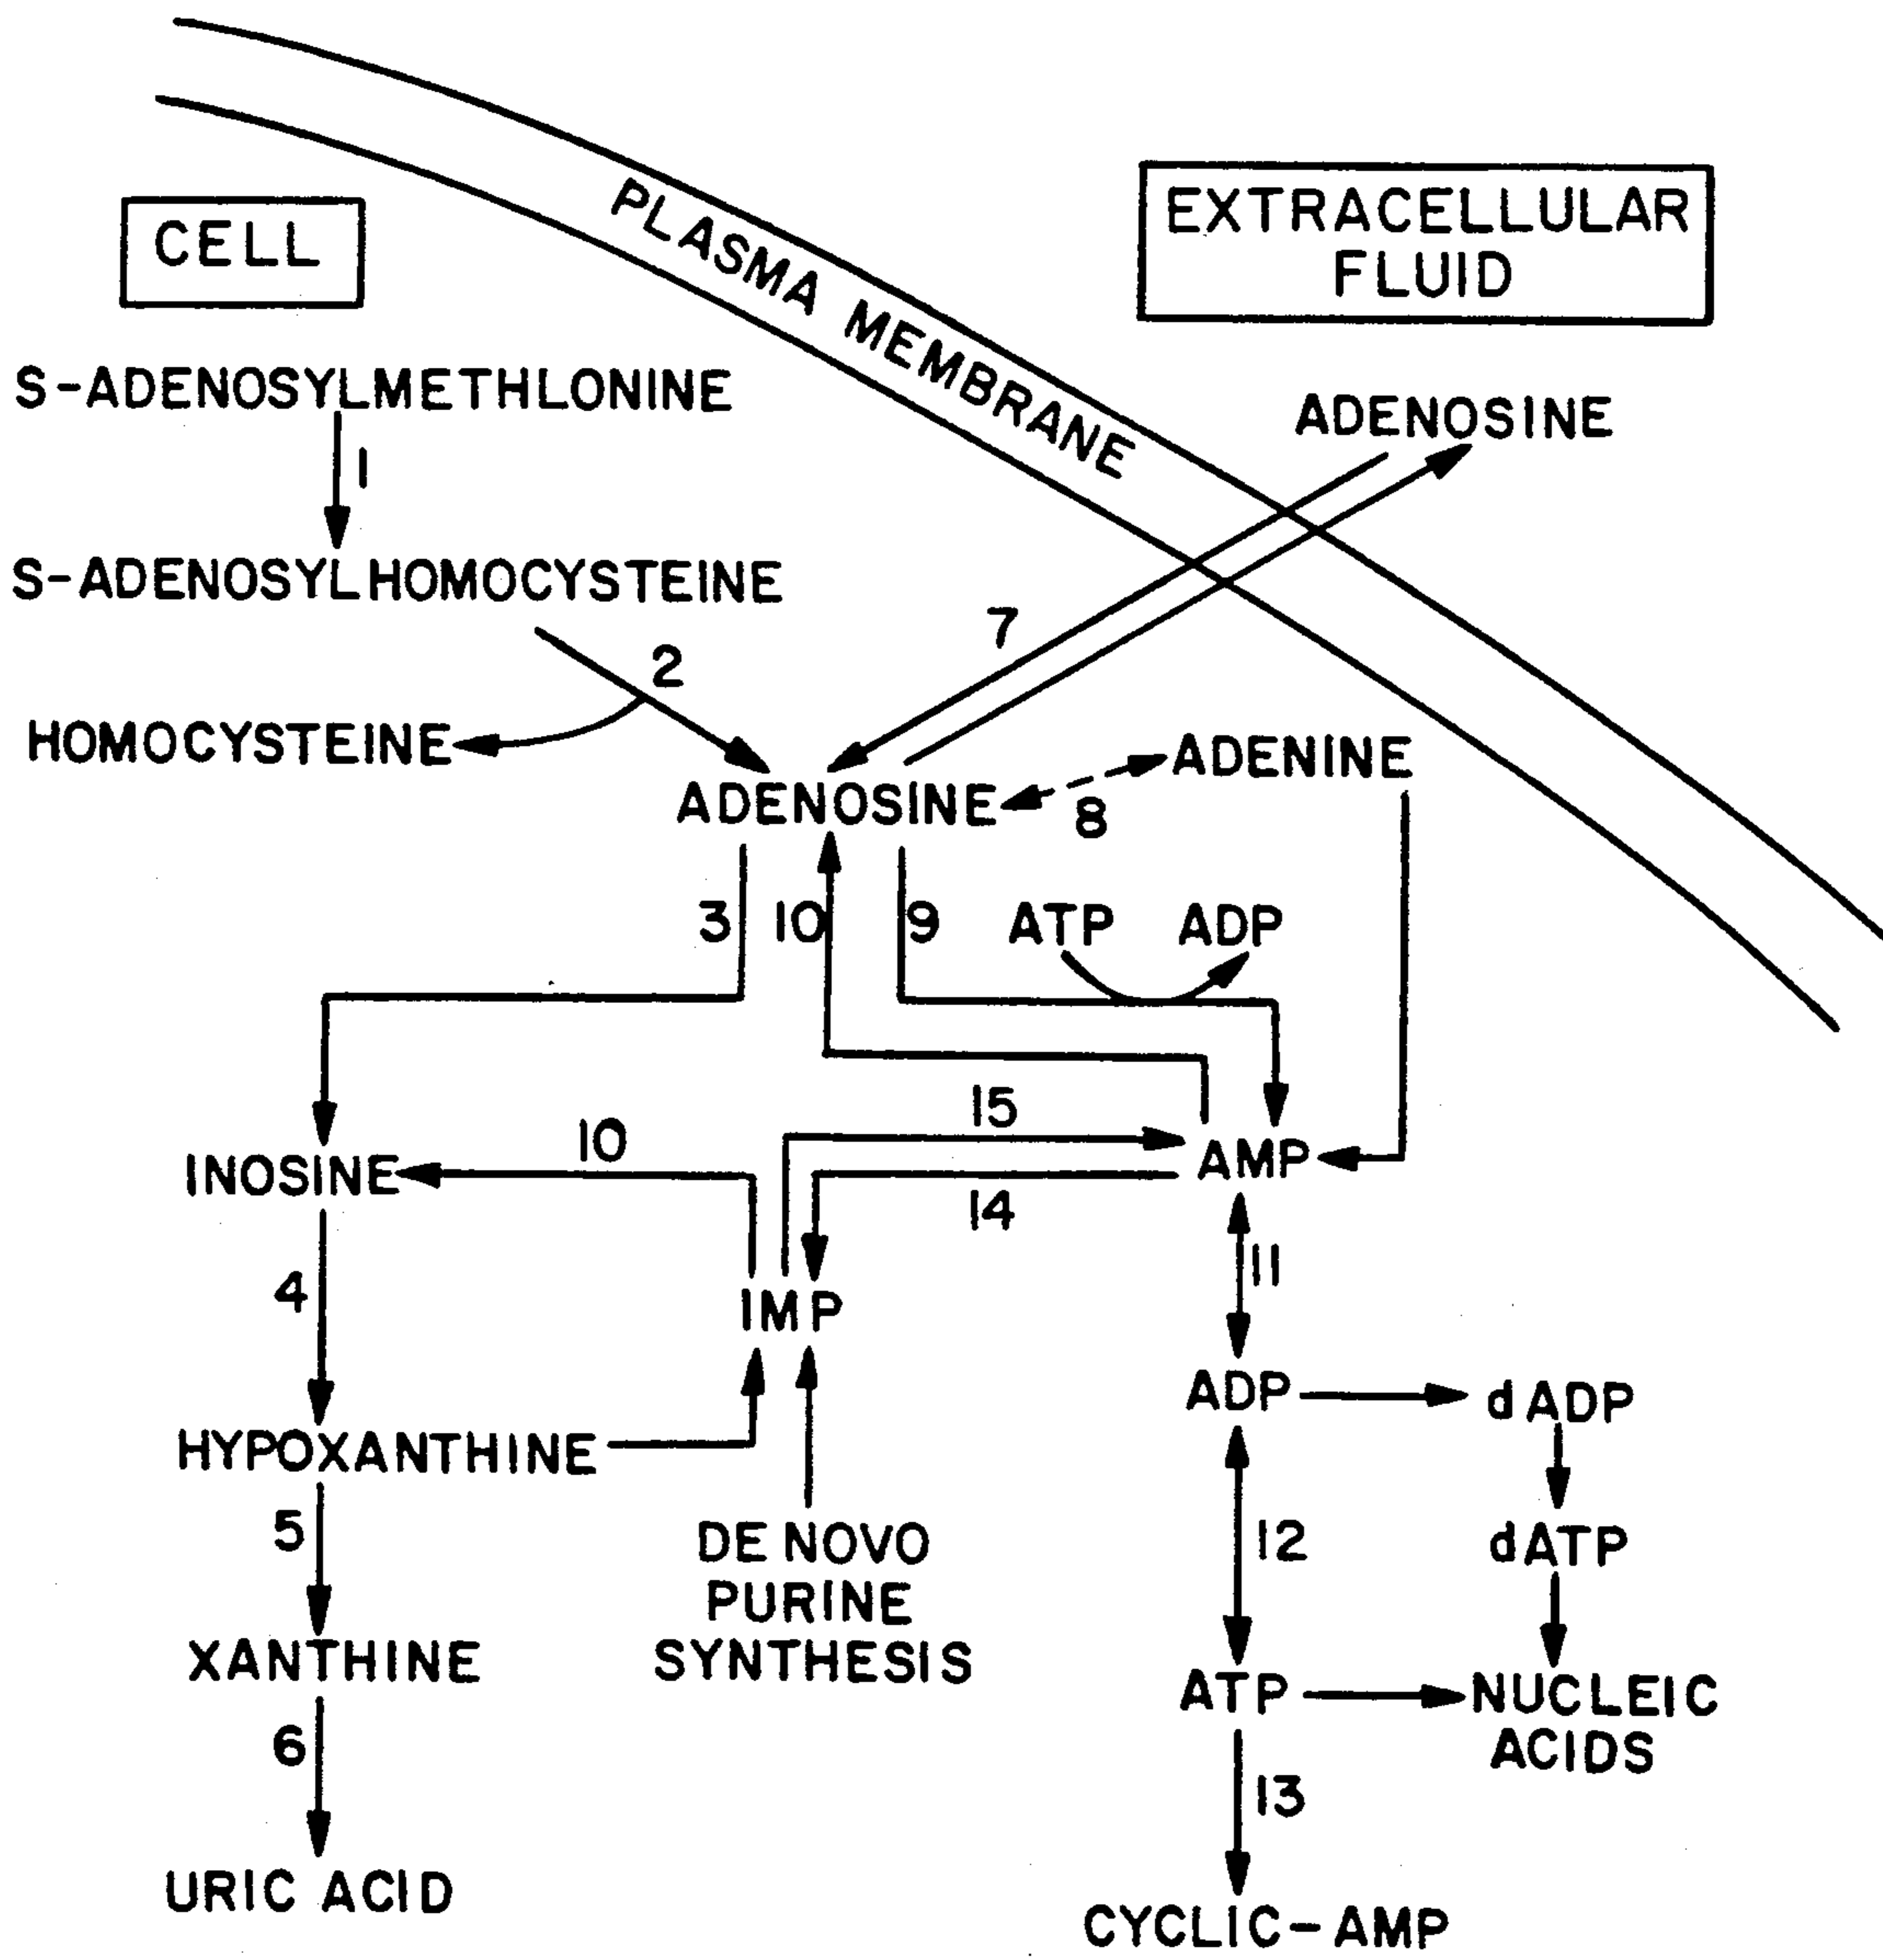 CELL
PLASMA MEMBRANE
EXTRACELLULAR
FLUID
S-ADENOSYLMETHLONINE
ADENOSINE
1
S-ADENOSYLHOMOCYSTEINE
7
2
HOMOCYSTEINE
ADENINE
ADENOSINE
8
3
10
9
ATP
ADP
15
10
INOSINE
AMP
14
11
4
IMP
ADP
dADP
HYPOXANTHINE
5
DE NOVO
PURINE
SYNTHESIS
12
dATP
XANTHINE
ATP
NUCLEIC
ACIDS
6
13
URIC ACID
CYCLIC-AMP